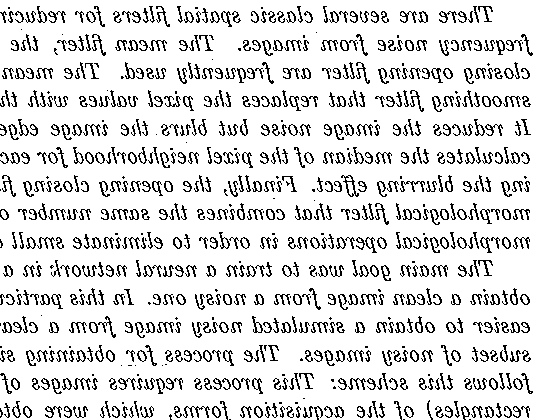 There are several classic spatial filters for reducin
frequency noise from images. The mean filter, the
closing opening filter are frequently used. The mean
smoothing filter that replaces the pixel values with th
It reduces the image noise but blurs the image edge
calculates the median of the pixel neighborhood for eac
ing the blurring effect. Finally, the opening closing fi
morphological filter that combines the same number o
morphological operations in order to eliminate small
The main goal was to train a neural network in a
obtain a clean image from a noisy one. In this particu
easier to obtain a simulated noisy image from a clea
subset of noisy images. The process for obtaining si
follows this scheme: This process requires images of
rectangles) of the acquisition forms, which were obt